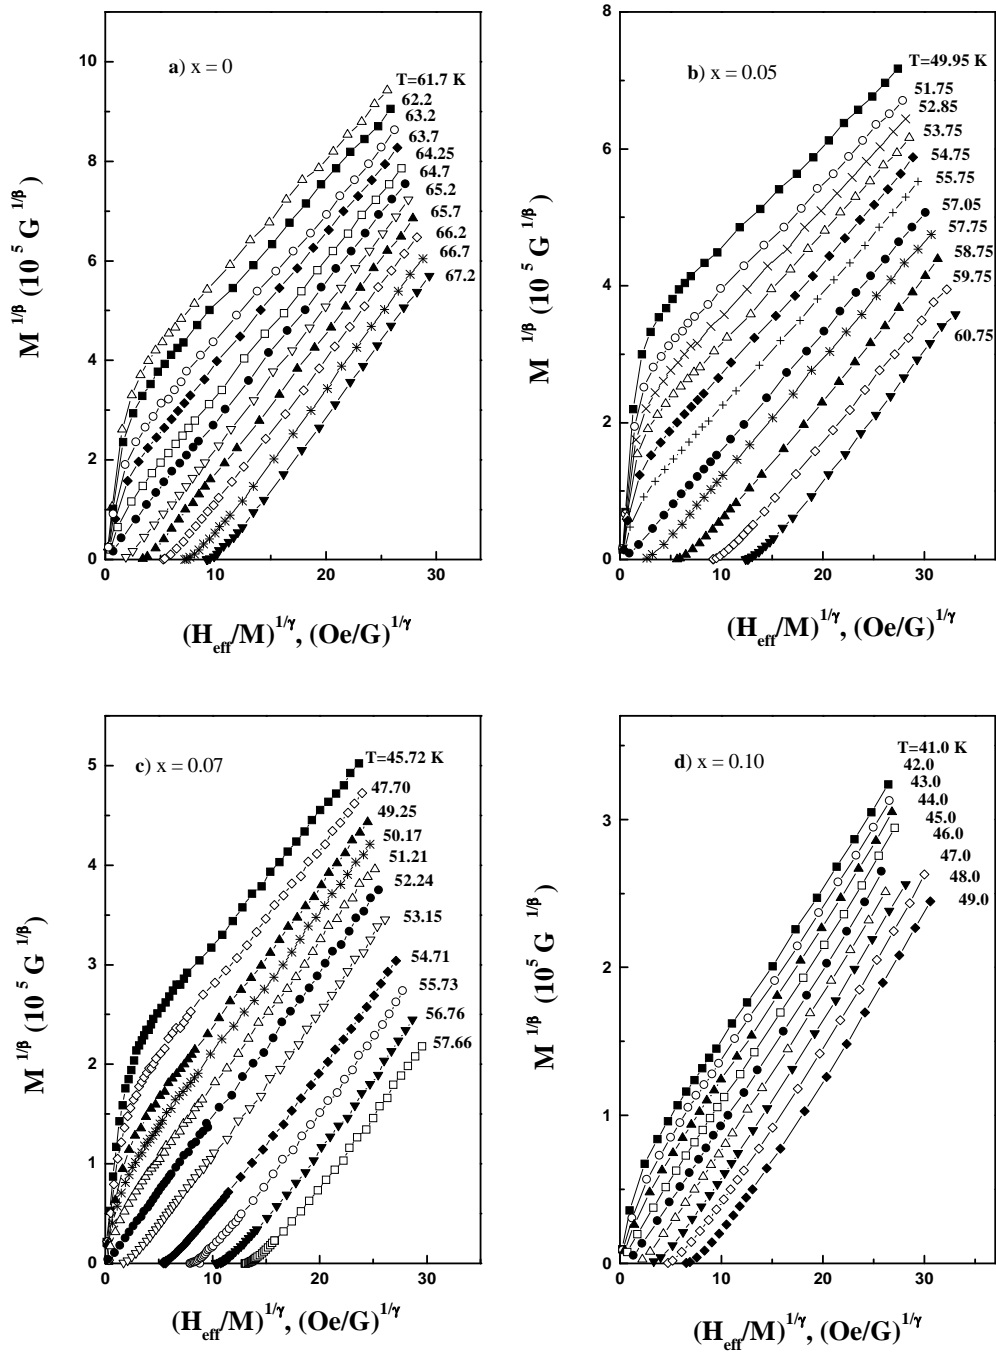 a) x = 0
T=61.7 K
62.2
63.2
63.7
64.25
64.7
65.2
65.7
66.2
66.7
67.2
10
8
6
4
2
0
0 10 20 30
M 1/β (10 5 G 1/β)
(Heff/M)1/γ, (Oe/G)1/γ
b) x = 0.05
T=49.95 K
51.75
52.85
53.75
54.75
55.75
57.05
57.75
58.75
59.75
60.75
8
6
4
2
0
0 10 20 30
M 1/β (10 5 G 1/β)
(Heff/M)1/γ, (Oe/G)1/γ
c) x = 0.07
T=45.72 K
47.70
49.25
50.17
51.21
52.24
53.15
54.71
55.73
56.76
57.66
5
4
3
2
1
0
0 10 20 30
M 1/β (10 5 G 1/β)
(Heff/M)1/γ, (Oe/G)1/γ
d) x = 0.10
T=41.0 K
42.0
43.0
44.0
45.0
46.0
47.0
48.0
49.0
3
2
1
0
0 10 20 30
M 1/β (10 5 G 1/β)
(Heff/M)1/γ, (Oe/G)1/γ